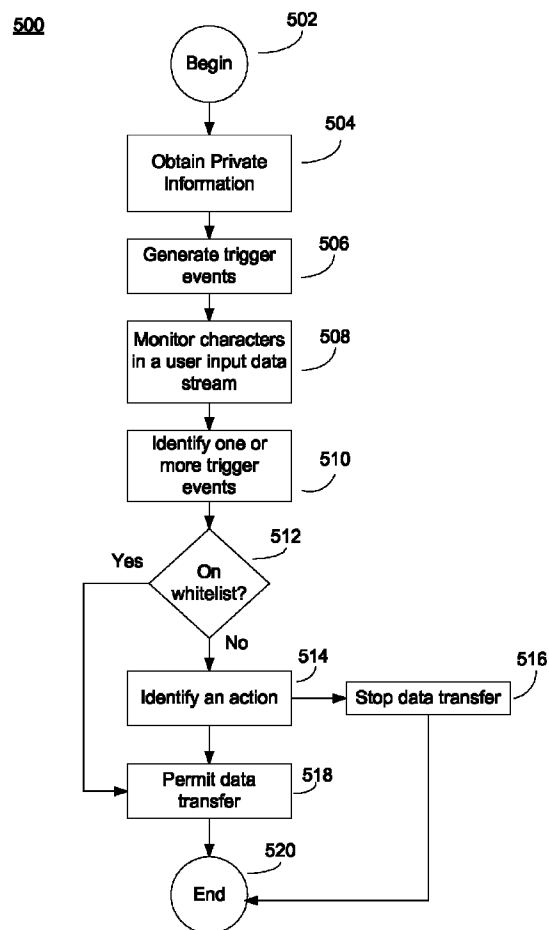 500
502
Begin
504
Obtain Private
Information
506
Generate trigger
events
508
Monitor characters
in a user input data
stream
510
Identify one or
more trigger
events
512
On
whitelist?
Yes
No
514
Identify an action
516
Stop data transfer
518
Permit data
transfer
520
End